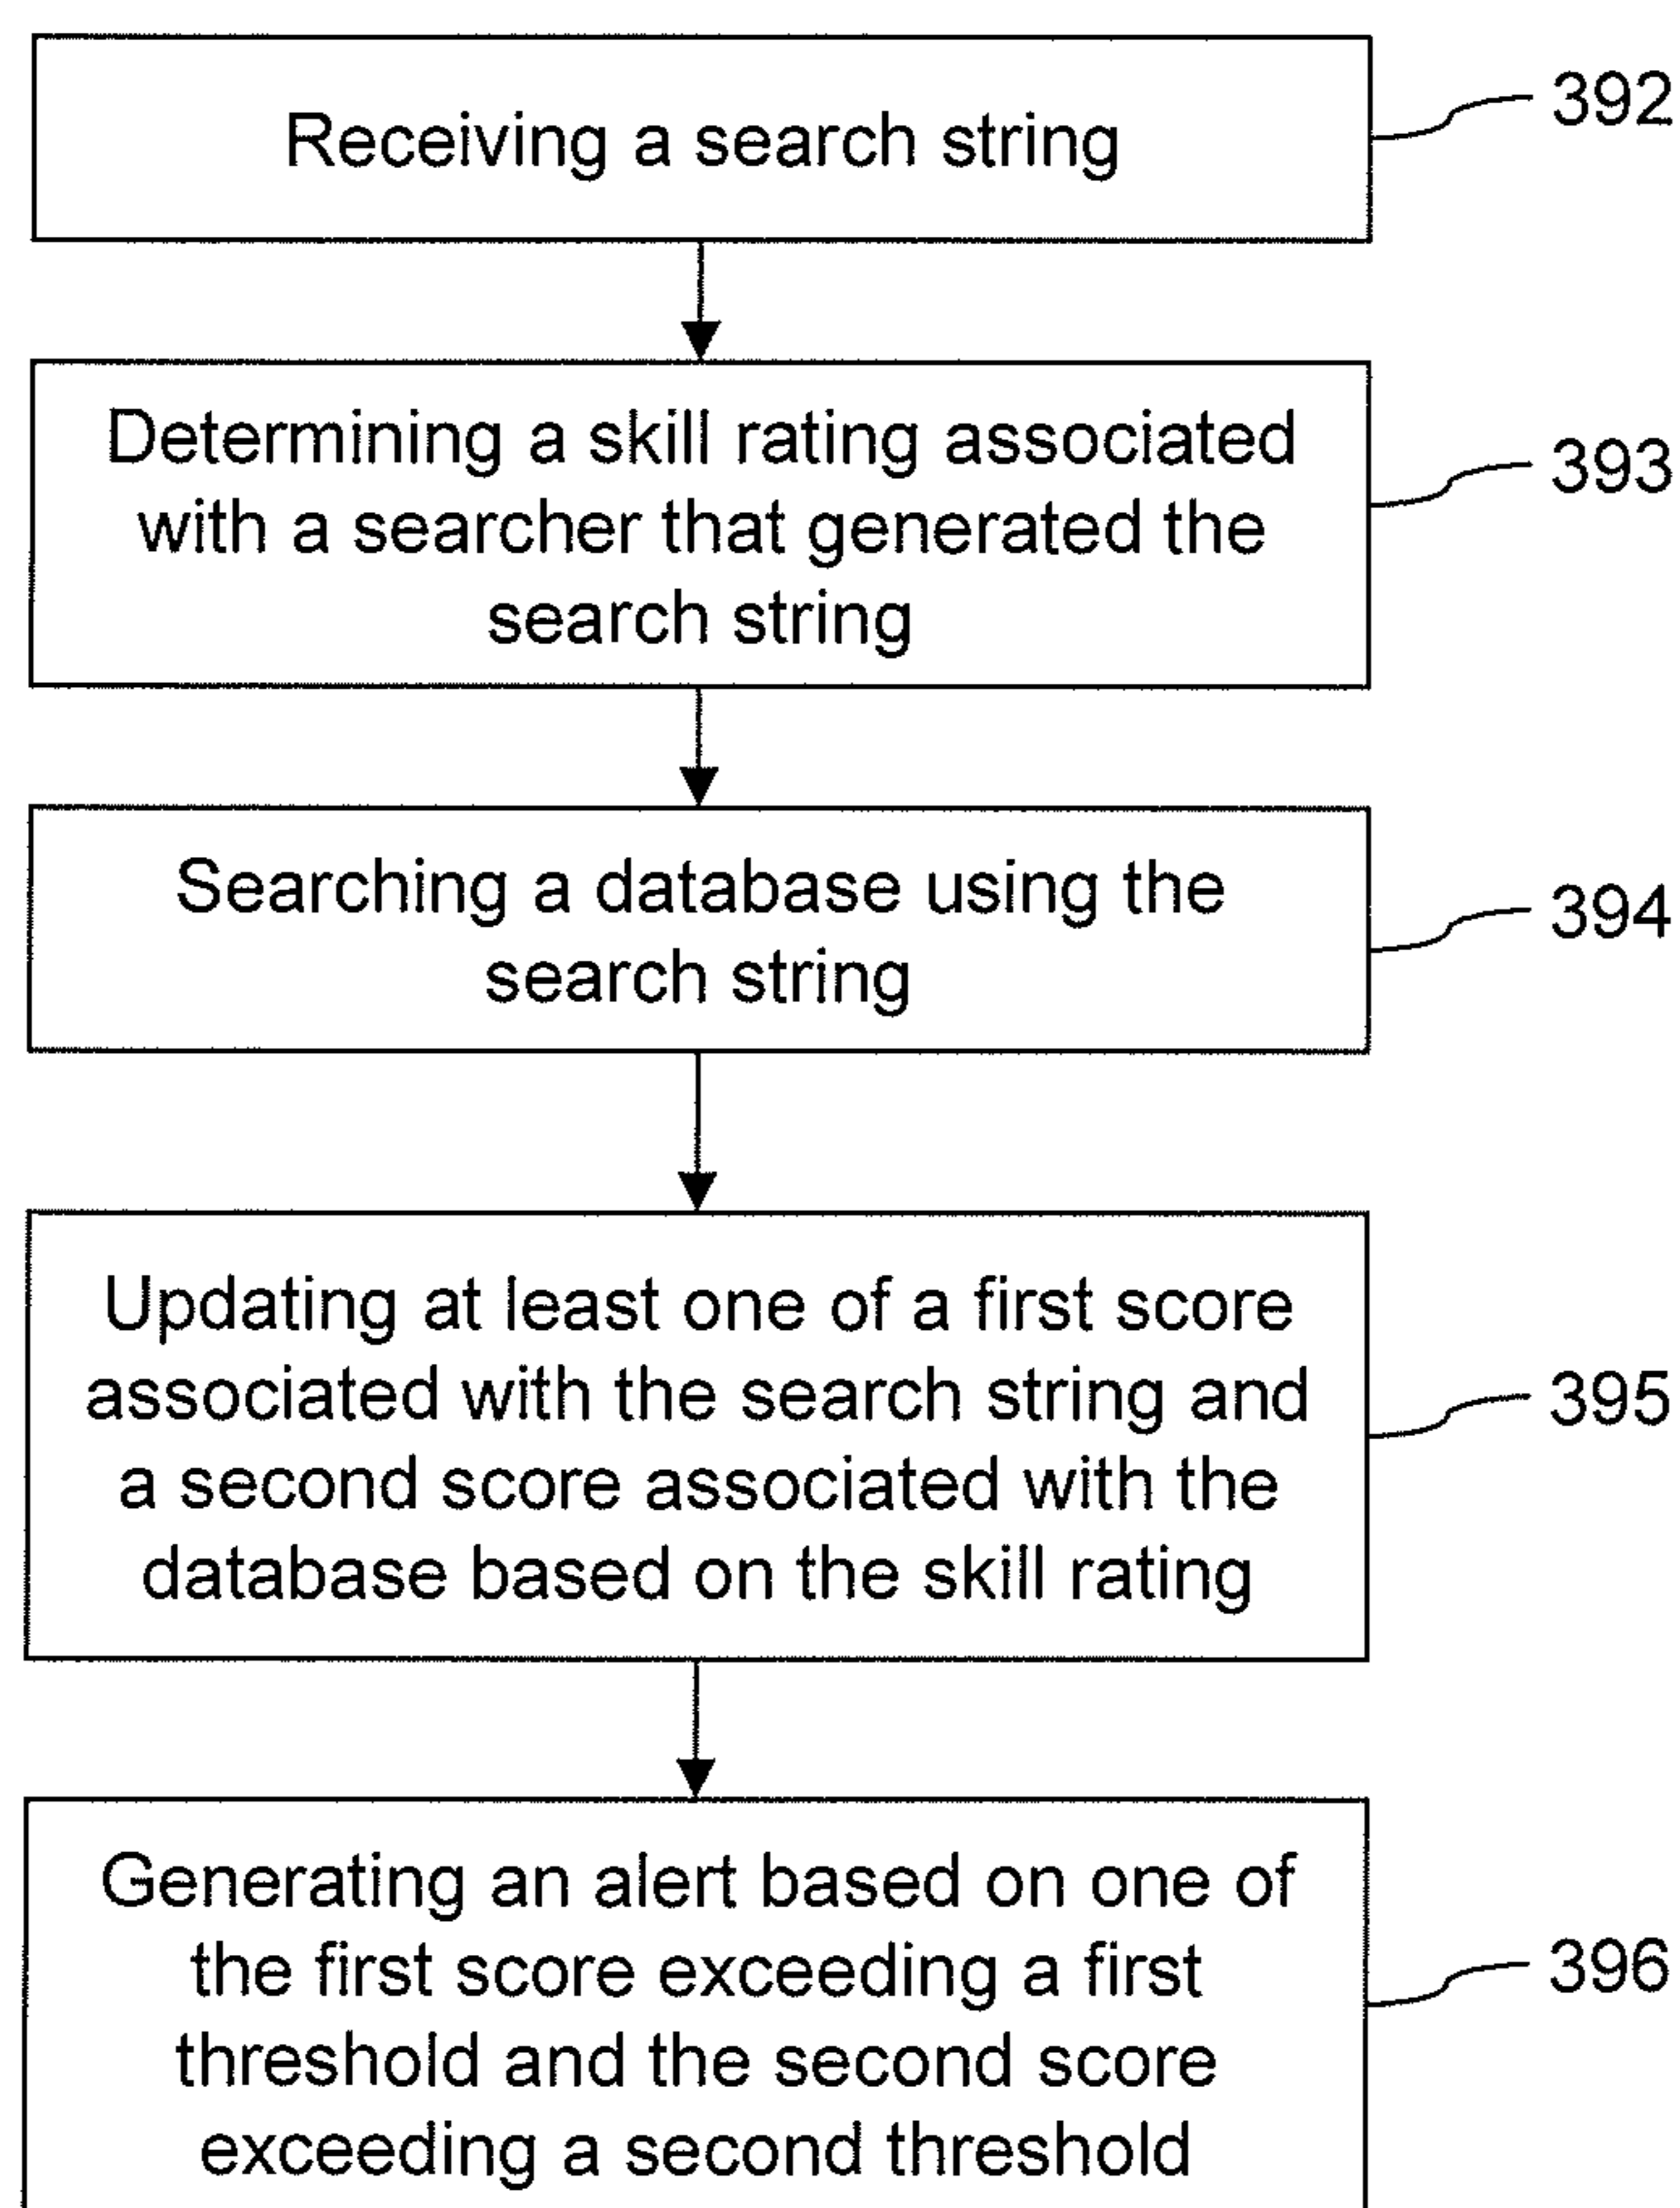 Receiving a search string
392
Determining a skill rating associated
with a searcher that generated the
search string
393
Searching a database using the
search string
394
Updating at least one of a first score
associated with the search string and
a second score associated with the
database based on the skill rating
395
Generating an alert based on one of
the first score exceeding a first
threshold and the second score
exceeding a second threshold
396